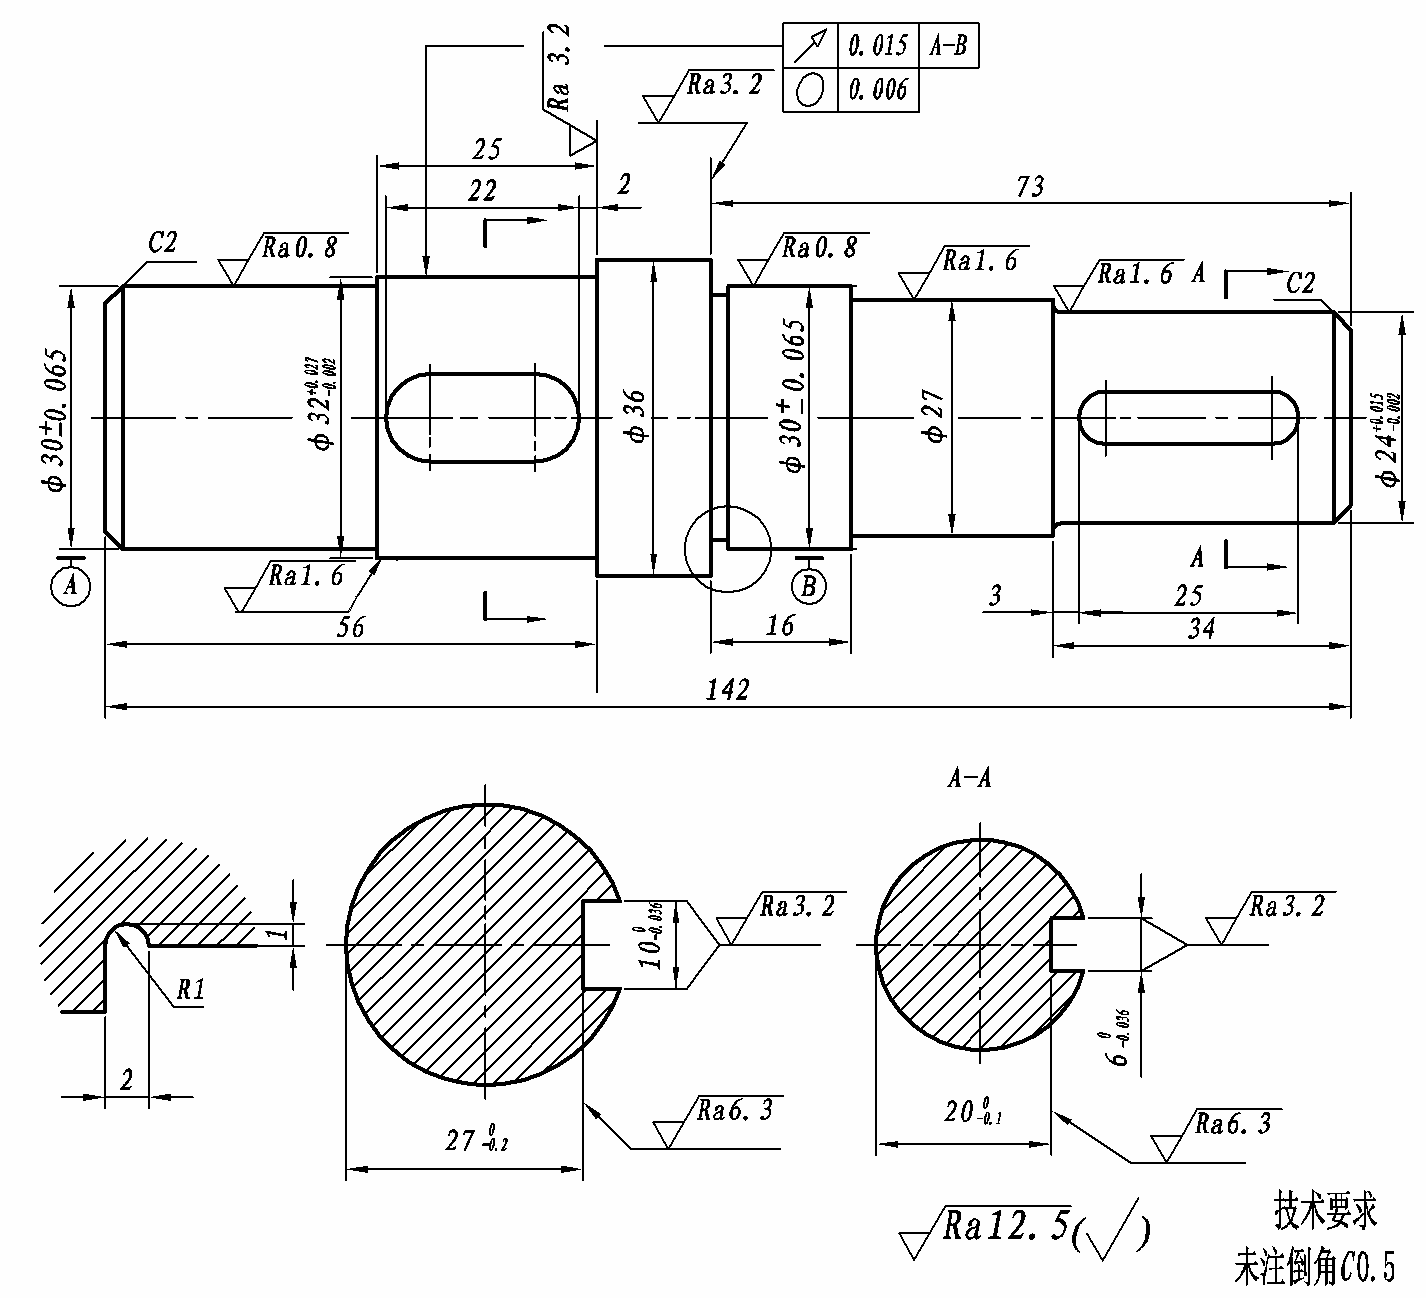 Ra 3.2
0.015 A-B
0.006
Ra3.2
25
22
2
73
C2
Ra0.8
Ra0.8
Ra1.6
Ra1.6
A
C2
ϕ30±0.065
ϕ32+0.027 -0.002
ϕ36
ϕ30±0.065
ϕ27
ϕ24+0.015 -0.002
A
Ra1.6
B
A
3
25
56
16
34
142
A-A
1
R1
2
10 0 -0.036
Ra3.2
6 0 -0.036
Ra3.2
27 0 -0.2
Ra6.3
20 0 -0.1
Ra6.3
Ra12.5(√)
技术要求
未注倒角C0.5